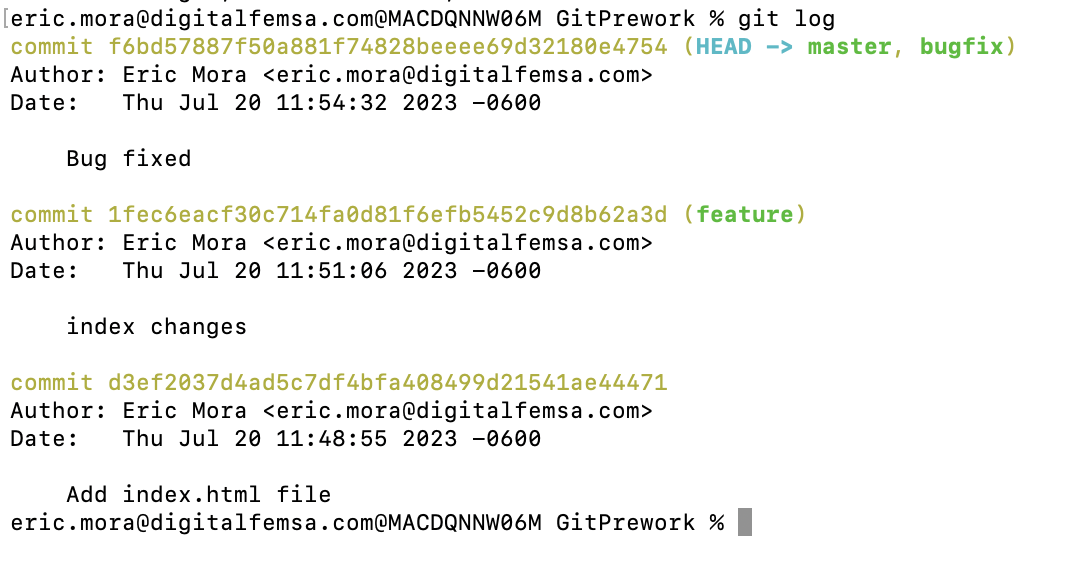 eric.mora@digitalfemsa.com@MACDQNNW06M GitPrework % git log
commit f6bd57887f50a881f74828beeee69d32180e4754 (HEAD -> master, bugfix)
Author: Eric Mora <eric.mora@digitalfemsa.com>
Date:   Thu Jul 20 11:54:32 2023 -0600

    Bug fixed

commit 1fec6eacf30c714fa0d81f6efb5452c9d8b62a3d (feature)
Author: Eric Mora <eric.mora@digitalfemsa.com>
Date:   Thu Jul 20 11:51:06 2023 -0600

    index changes

commit d3ef2037d4ad5c7df4bfa408499d21541ae44471
Author: Eric Mora <eric.mora@digitalfemsa.com>
Date:   Thu Jul 20 11:48:55 2023 -0600

    Add index.html file
eric.mora@digitalfemsa.com@MACDQNNW06M GitPrework %